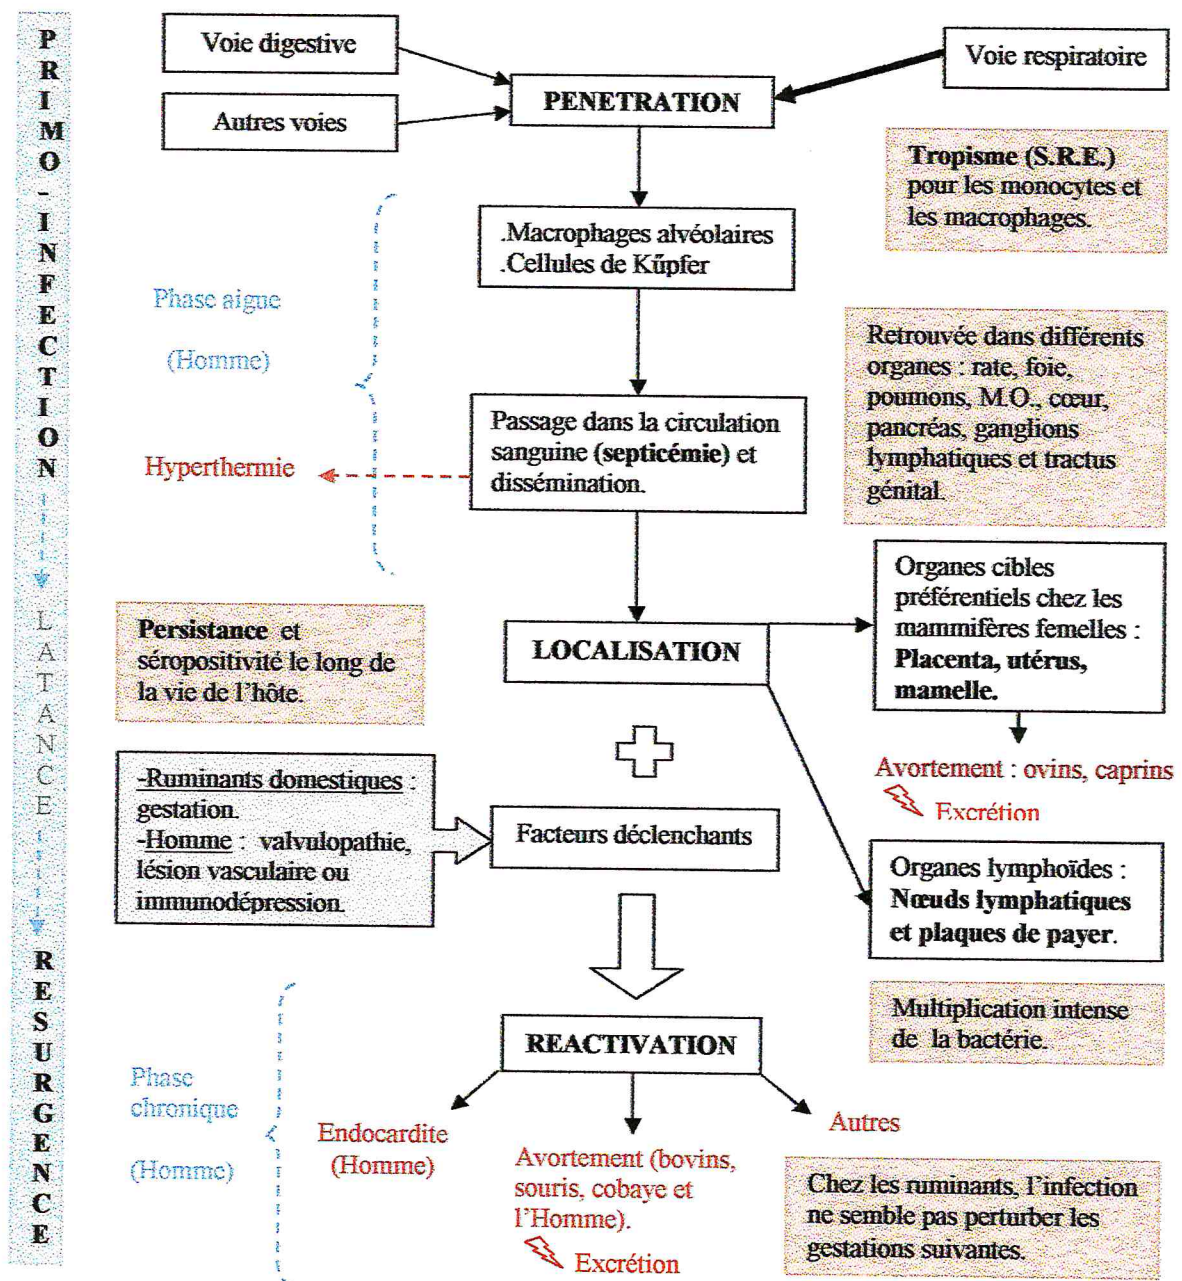 PRIMO-INFECTION
LATANCE
RESURGENCE
Voie digestive
Autres voies
Voie respiratoire
PENETRATION
Tropisme (S.R.E.)
pour les monocytes et
les macrophages.
.Macrophages alvéolaires
.Cellules de Kűpfer
Phase aigue
(Homme)
Retrouvée dans différents
organes : rate, foie,
poumons, M.O., cœur,
pancréas, ganglions
lymphatiques et tractus
génital.
Passage dans la circulation
sanguine (septicémie) et
dissémination.
Hyperthermie
Organes cibles
préférentiels chez les
mammifères femelles :
Placenta, utérus,
mamelle.
Persistance et
séropositivité le long de
la vie de l'hôte.
LOCALISATION
Avortement : ovins, caprins
Excrétion
-Ruminants domestiques :
gestation.
-Homme : valvulopathie,
lésion vasculaire ou
immunodépression.
Facteurs déclenchants
Organes lymphoïdes :
Nœuds lymphatiques
et plaques de payer.
Multiplication intense
de la bactérie.
REACTIVATION
Phase
chronique
(Homme)
Endocardite
(Homme)
Avortement (bovins,
souris, cobaye et
l'Homme).
Excrétion
Autres
Chez les ruminants, l'infection
ne semble pas perturber les
gestations suivantes.